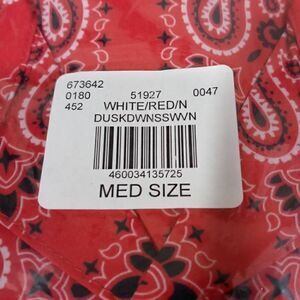 673642
0180 51927 0047
452 WHITE/RED/N
DUSKDWNSSWVN
460034135725
MED SIZE